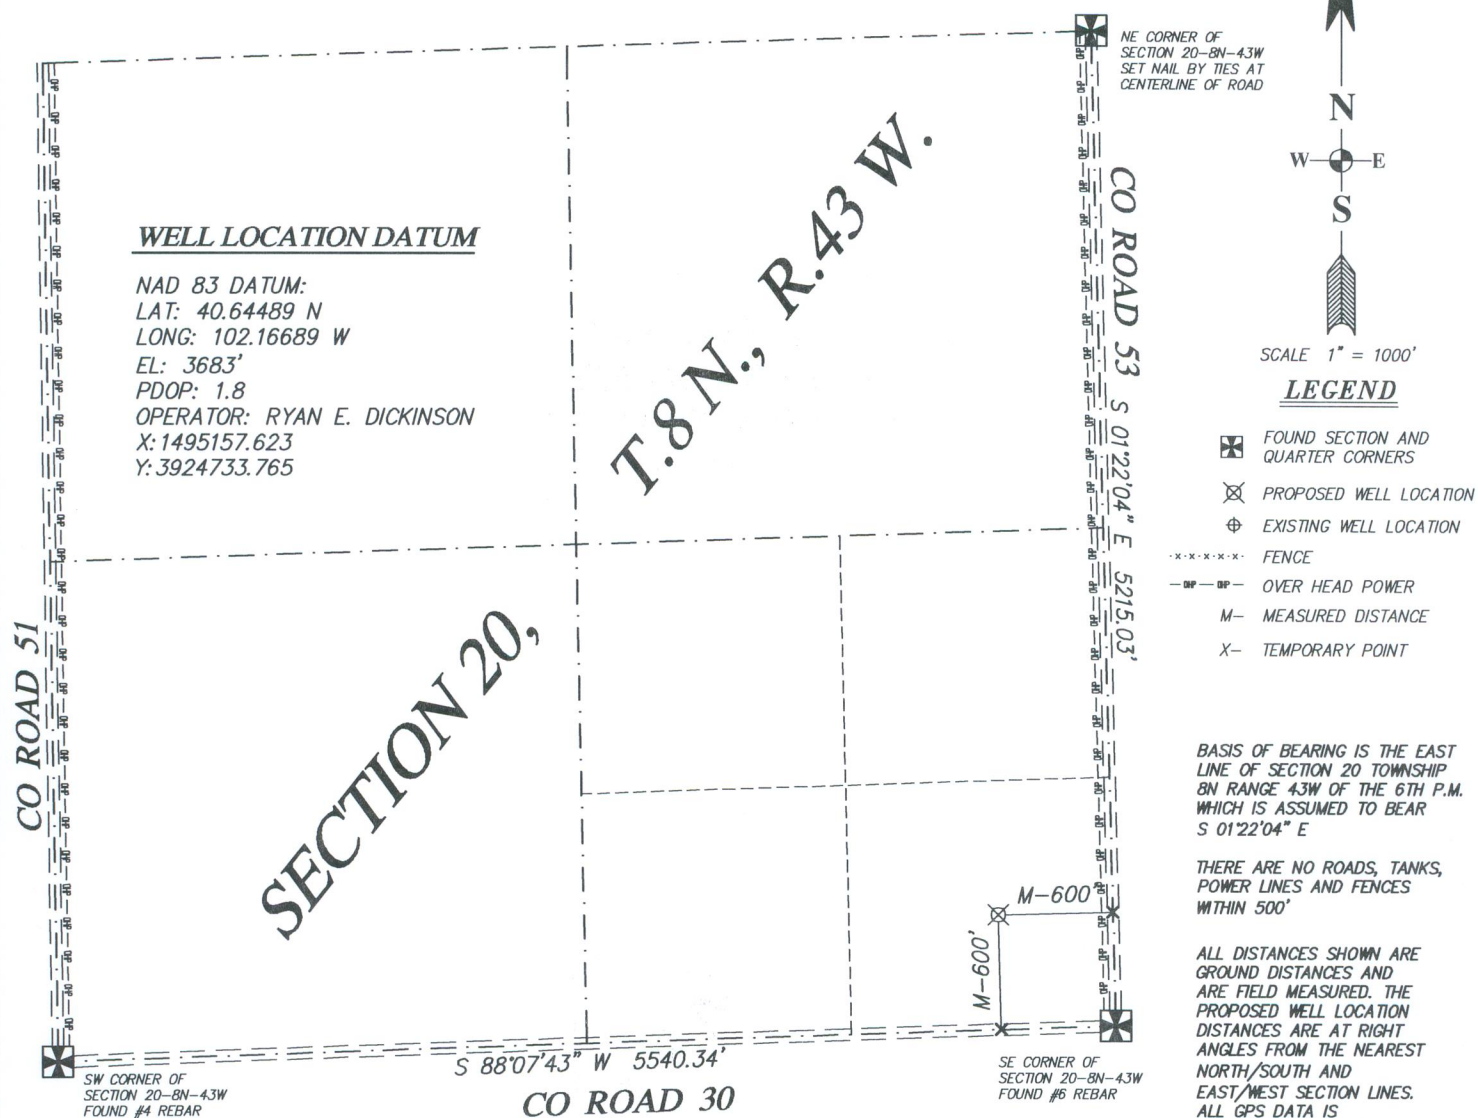 NE CORNER OF
SECTION 20-8N-43W
SET NAIL BY TIES AT
CENTERLINE OF ROAD
N
W E
S
SCALE 1" = 1000'
WELL LOCATION DATUM
NAD 83 DATUM:
LAT: 40.64489 N
LONG: 102.16689 W
EL: 3683'
PDOP: 1.8
OPERATOR: RYAN E. DICKINSON
X:1495157.623
Y:3924733.765
SECTION 20,
T.8 N., R.43 W.
CO ROAD 53
S 01°22'04" E 5215.03'
CO ROAD 51
LEGEND
FOUND SECTION AND
QUARTER CORNERS
PROPOSED WELL LOCATION
EXISTING WELL LOCATION
-x-x-x-x-x- FENCE
-OHP-OHP- OVER HEAD POWER
M- MEASURED DISTANCE
X- TEMPORARY POINT
BASIS OF BEARING IS THE EAST
LINE OF SECTION 20 TOWNSHIP
8N RANGE 43W OF THE 6TH P.M.
WHICH IS ASSUMED TO BEAR
S 01°22'04" E
THERE ARE NO ROADS, TANKS,
POWER LINES AND FENCES
WITHIN 500'
ALL DISTANCES SHOWN ARE
GROUND DISTANCES AND
ARE FIELD MEASURED. THE
PROPOSED WELL LOCATION
DISTANCES ARE AT RIGHT
ANGLES FROM THE NEAREST
NORTH/SOUTH AND
EAST/WEST SECTION LINES.
ALL GPS DATA IS
M-600'
M-600'
S 88°07'43" W 5540.34'
CO ROAD 30
SW CORNER OF
SECTION 20-8N-43W
FOUND #4 REBAR
SE CORNER OF
SECTION 20-8N-43W
FOUND #6 REBAR